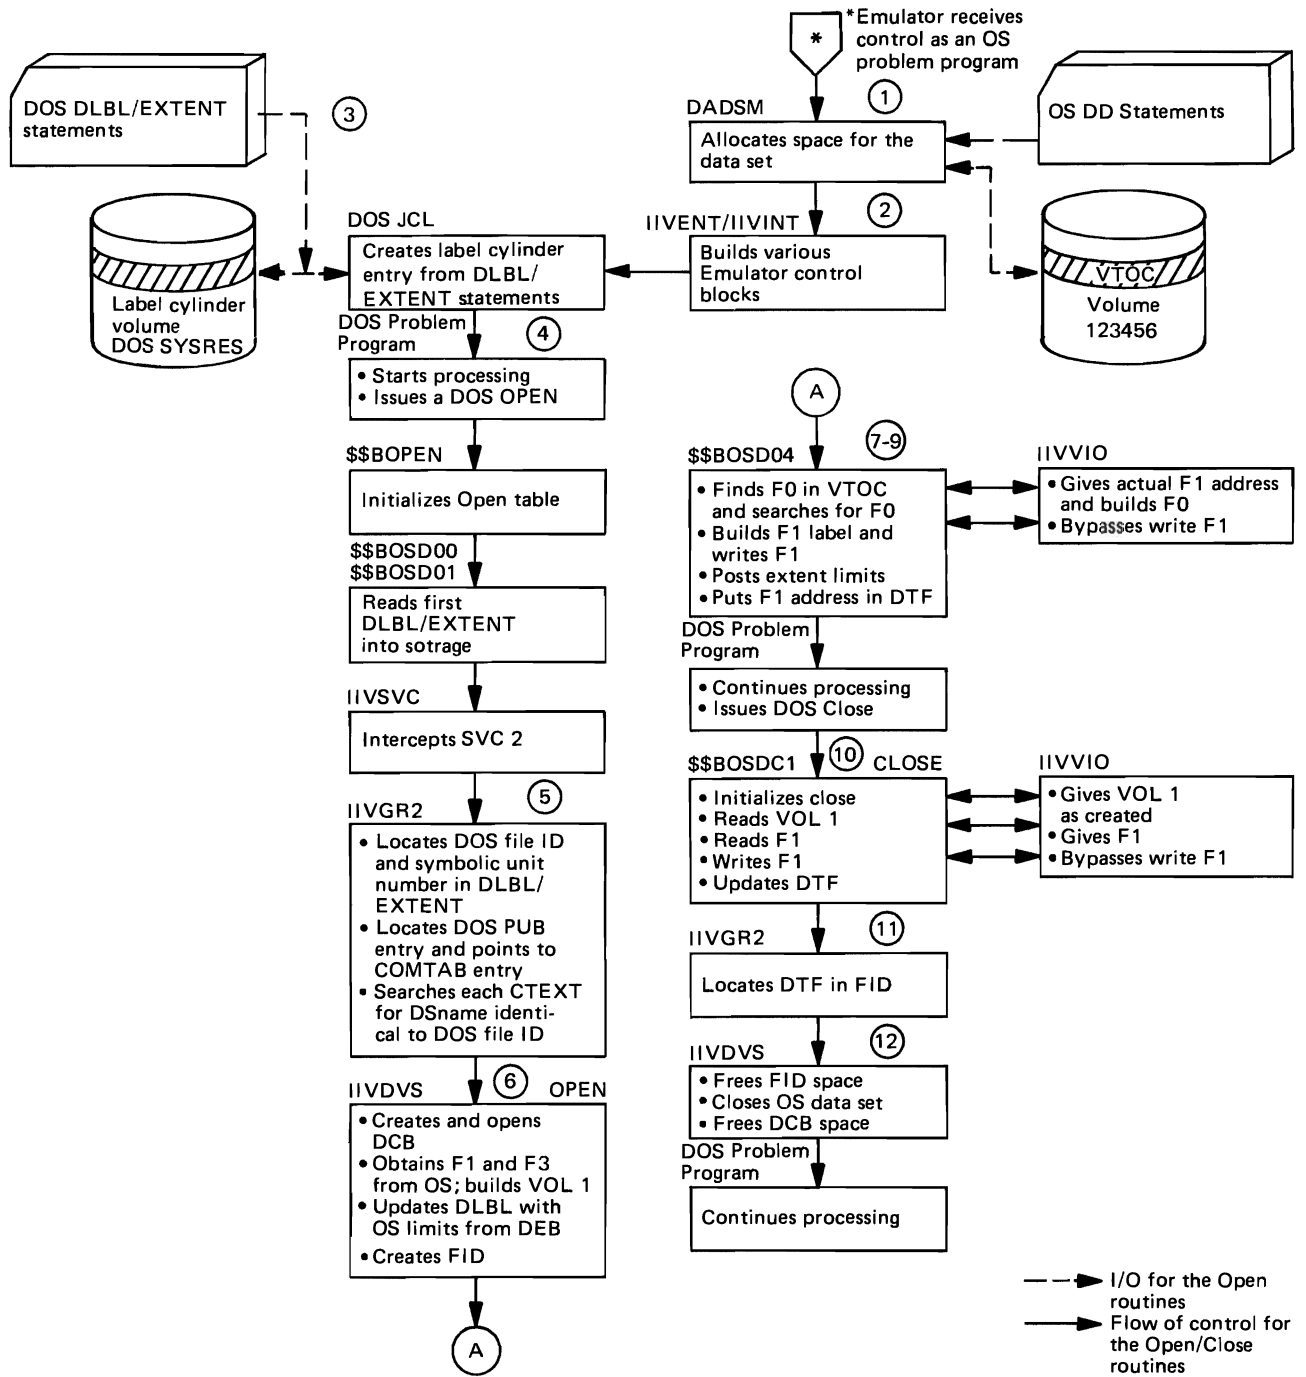 *Emulator receives
control as an OS
problem program
*
DOS DLBL/EXTENT
statements
3
1
DADSM
Allocates space for the
data set
OS DD Statements
2
IIVENT/IIVINT
Builds various
Emulator control
blocks
VTOC
Volume
123456
DOS JCL
Creates label cylinder
entry from DLBL/
EXTENT statements
Label cylinder
volume
DOS SYSRES
DOS Problem
Program
4
• Starts processing
• Issues a DOS OPEN
$$BOPEN
Initializes Open table
$$BOSD00
$$BOSD01
Reads first
DLBL/EXTENT
into sotrage
IIVSVC
Intercepts SVC 2
5
IIVGR2
• Locates DOS file ID
and symbolic unit
number in DLBL/
EXTENT
• Locates DOS PUB
entry and points to
COMTAB entry
• Searches each CTEXT
for DSname identi-
cal to DOS file ID
6
IIVDVS OPEN
• Creates and opens
DCB
• Obtains F1 and F3
from OS; builds VOL 1
• Updates DLBL with
OS limits from DEB
• Creates FID
A
A
7-9
$$BOSD04
• Finds F0 in VTOC
and searches for F0
• Builds F1 label and
writes F1
• Posts extent limits
• Puts F1 address in DTF
IIVVIO
• Gives actual F1 address
and builds F0
• Bypasses write F1
DOS Problem
Program
• Continues processing
• Issues DOS Close
10
$$BOSDC1 CLOSE
• Initializes close
• Reads VOL 1
• Reads F1
• Writes F1
• Updates DTF
IIVVIO
• Gives VOL 1
as created
• Gives F1
• Bypasses write F1
11
IIVGR2
Locates DTF in FID
12
IIVDVS
• Frees FID space
• Closes OS data set
• Frees DCB space
DOS Problem
Program
Continues processing
I/O for the Open
routines
Flow of control for
the Open/Close
routines